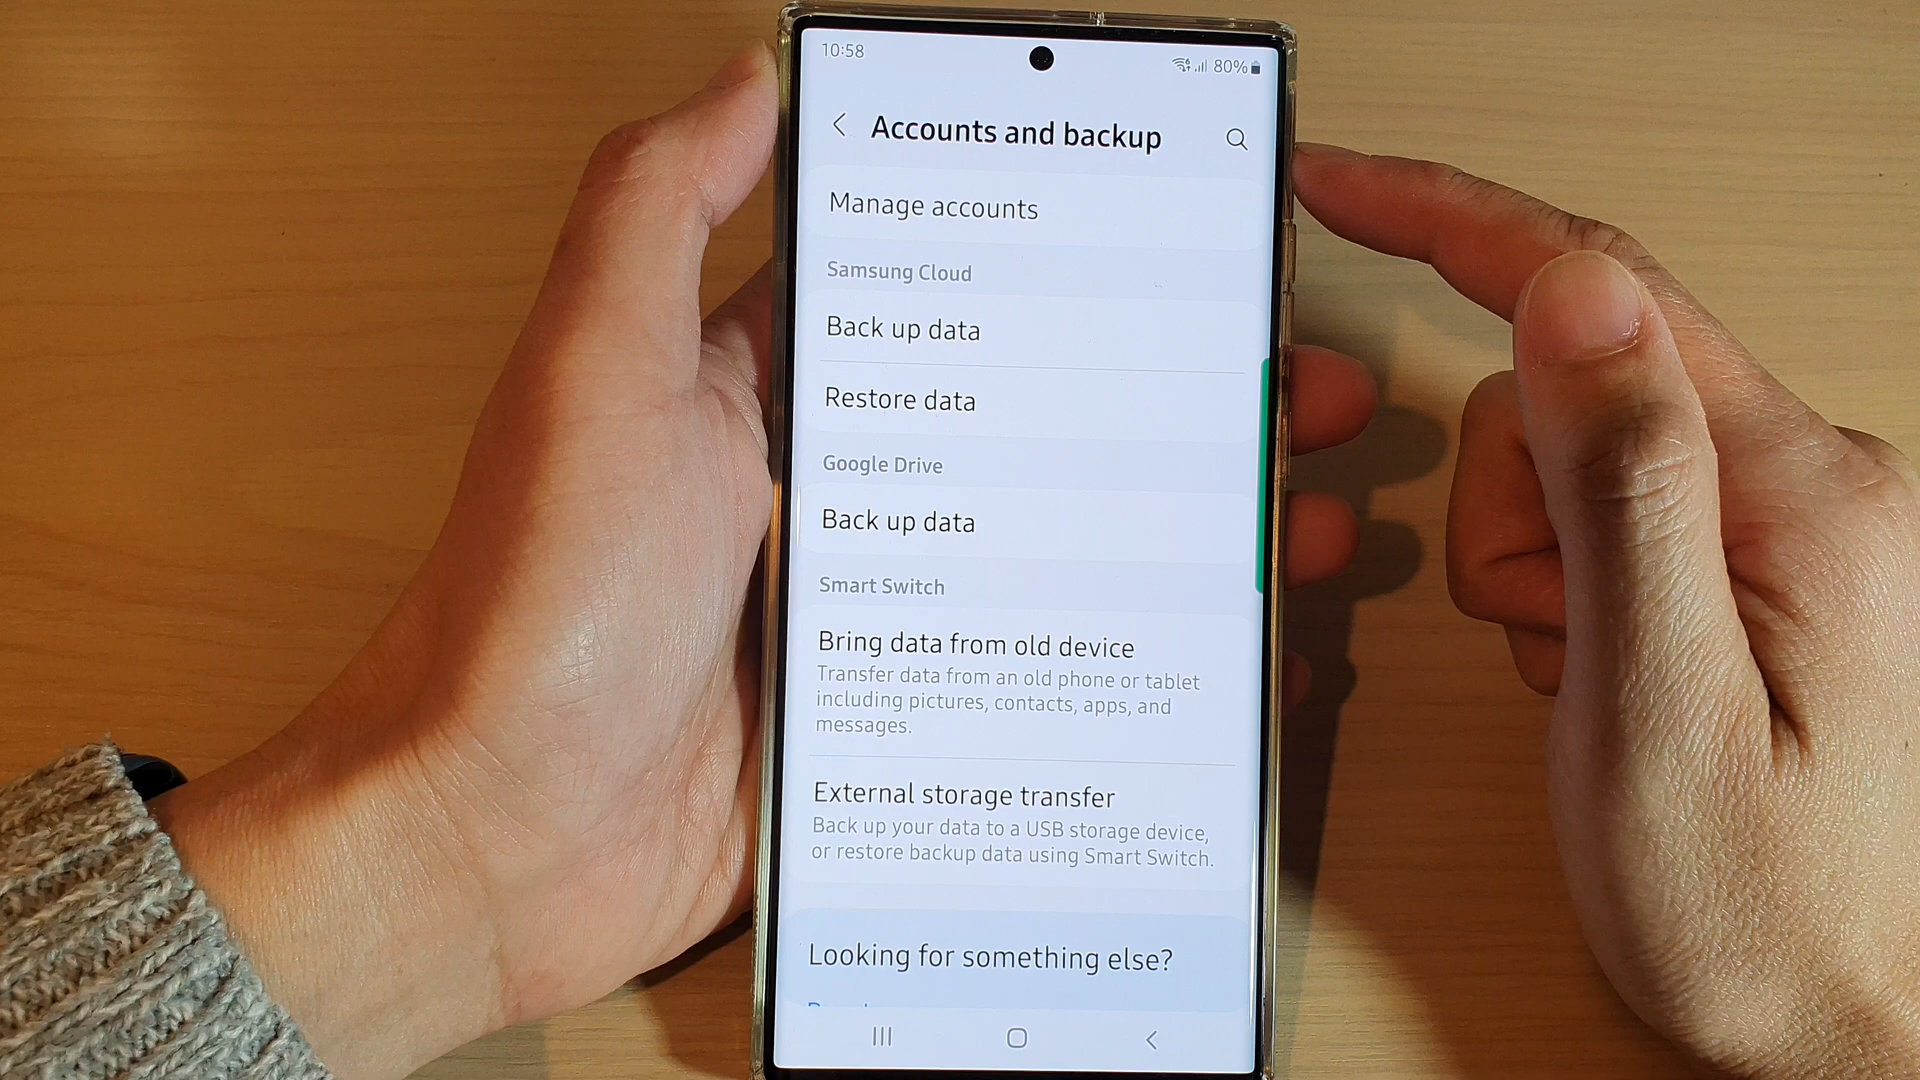 10:58
80%
Accounts and backup
Manage accounts
Samsung Cloud
Back up data
Restore data
Google Drive
Back up data
Smart Switch
Bring data from old device
Transfer data from an old phone or tablet
including pictures, contacts, apps, and
messages.
External storage transfer
Back up your data to a USB storage device,
or restore backup data using Smart Switch.
Looking for something else?